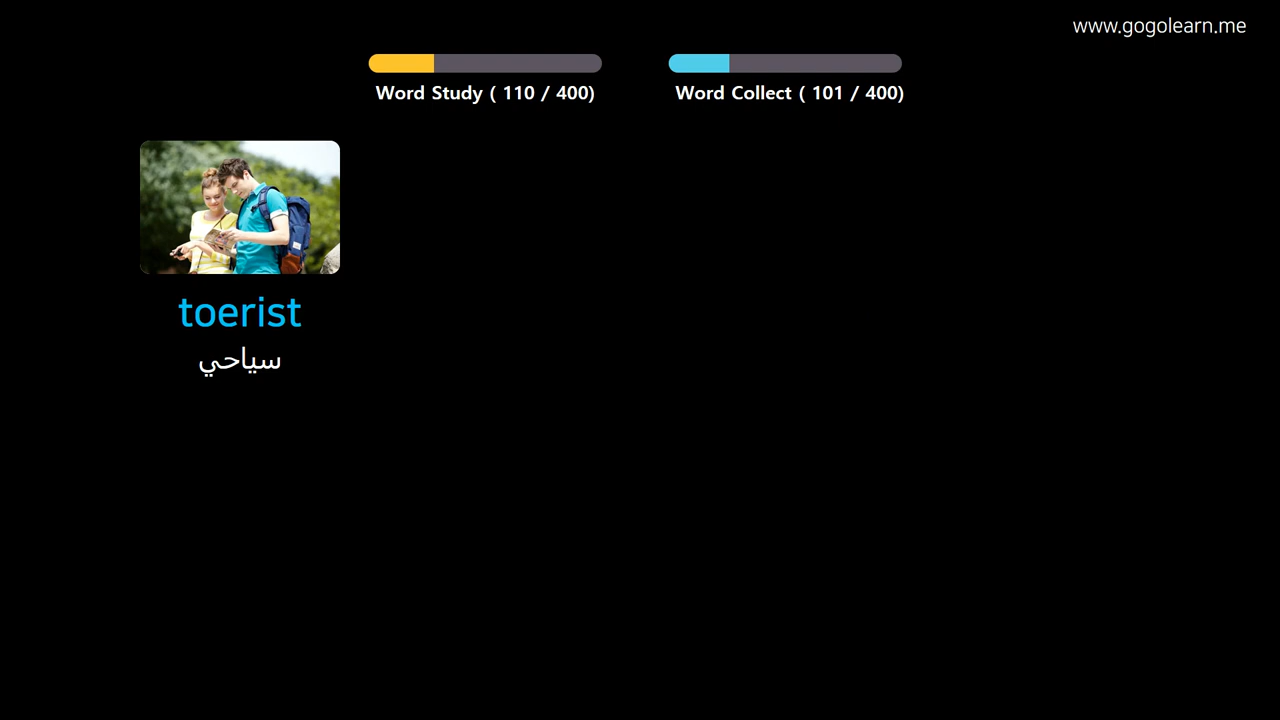 www.gogolearn.me
Word Study ( 110 / 400)
Word Collect ( 101 / 400)
toerist
سياحي